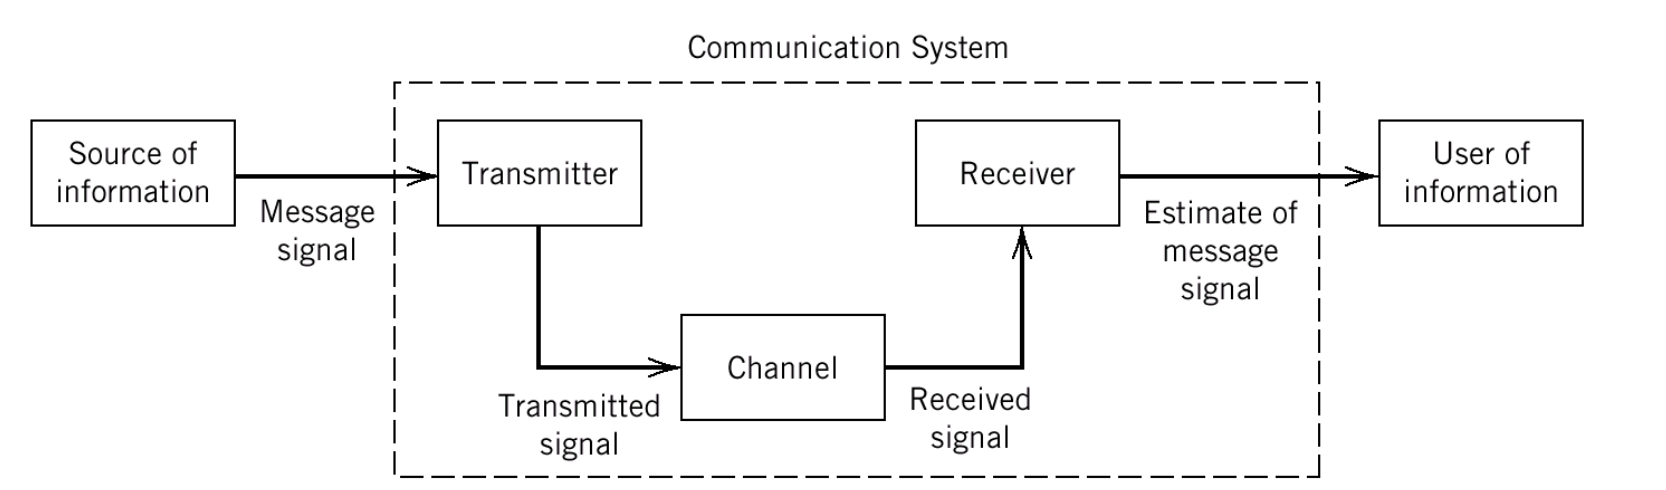 Communication System
Source of
information
Message
signal
Transmitter
Transmitted
signal
Channel
Received
signal
Receiver
Estimate of
message
signal
User of
information